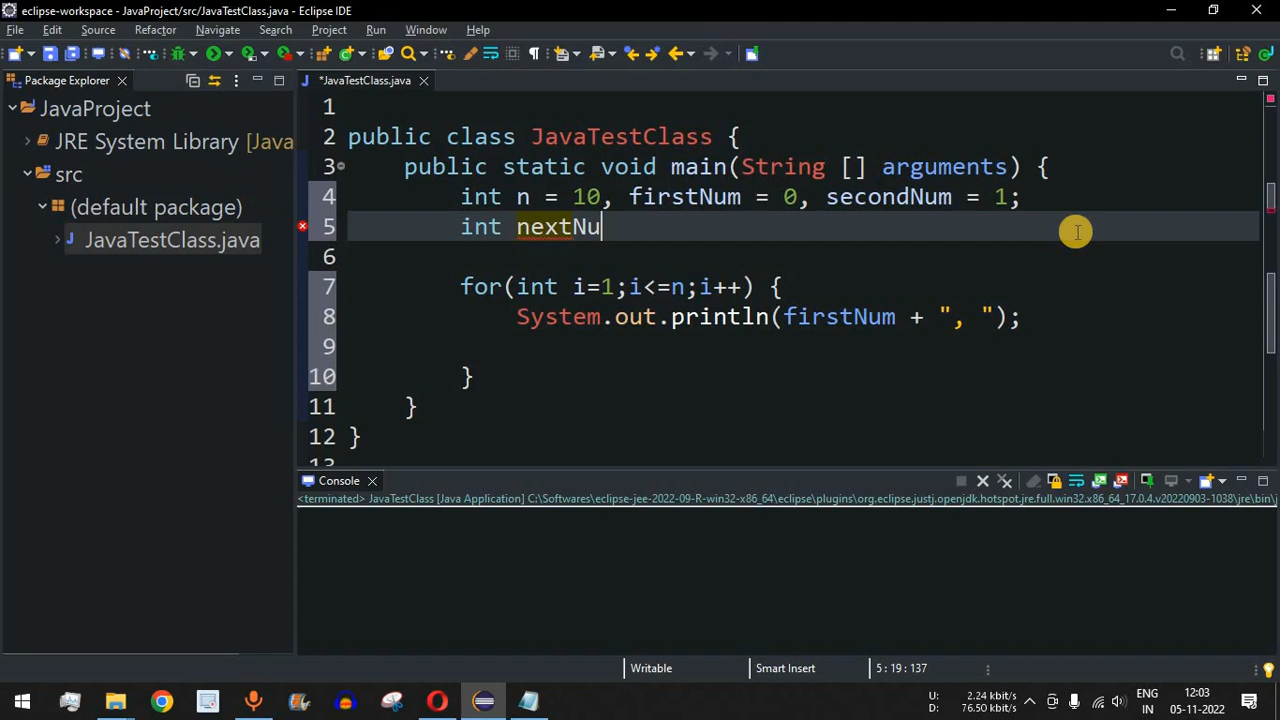 eclipse-workspace - JavaProject/src/JavaTestClass.java - Eclipse IDE
File Edit Source Refactor Navigate Search Project Run Window Help
Package Explorer
*JavaTestClass.java
JavaProject
JRE System Library [Java
src
(default package)
JavaTestClass.java
1
2 public class JavaTestClass {
3 public static void main(String [] arguments) {
4 int n = 10, firstNum = 0, secondNum = 1;
5 int nextNu
6
7 for(int i=1;i<=n;i++) {
8 System.out.println(firstNum + ", ");
9
10 }
11 }
12 }
13
Console
<terminated> JavaTestClass [Java Application] C:\Softwares\eclipse-jee-2022-09-R-win32-x86_64\eclipse\plugins\org.eclipse.justj.openjdk.hotspot.jre.full.win32.x86_64_17.0.4.v20220903-1038\jre\bin\j
Writable Smart Insert 5 : 19 : 137
U: 2.24 kbit/s
D: 76.50 kbit/s
ENG
IN
12:03
05-11-2022